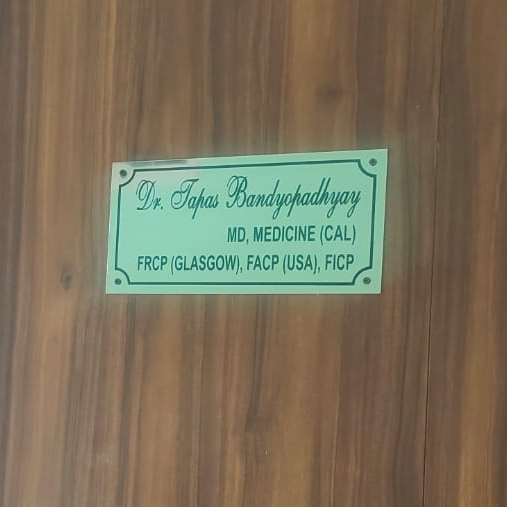 Dr. Tapas Bandyopadhyay
MD, MEDICINE (CAL)
FRCP (GLASGOW), FACP (USA), FICP